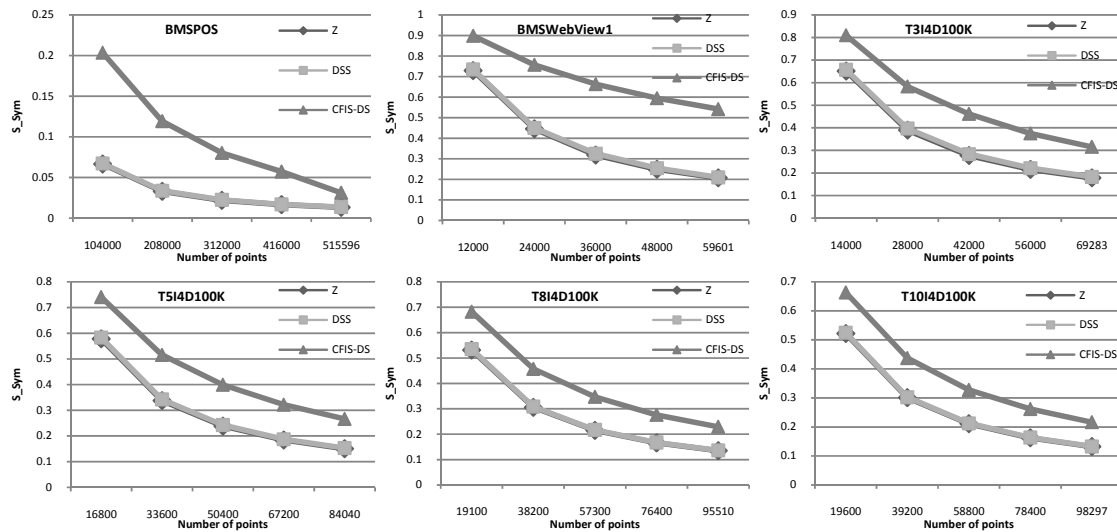 BMSPOS
Z
DSS
CFIS-DS
S_Sym
0.25
0.2
0.15
0.1
0.05
0
104000 208000 312000 416000 515596
Number of points
BMSWebView1
Z
DSS
CFIS-DS
S_Sym
1
0.9
0.8
0.7
0.6
0.5
0.4
0.3
0.2
0.1
0
12000 24000 36000 48000 59601
Number of points
T3I4D100K
Z
DSS
CFIS-DS
S_Sym
0.9
0.8
0.7
0.6
0.5
0.4
0.3
0.2
0.1
0
14000 28000 42000 56000 69283
Number of points
T5I4D100K
Z
DSS
CFIS-DS
S_Sym
0.8
0.7
0.6
0.5
0.4
0.3
0.2
0.1
0
16800 33600 50400 67200 84040
Number of points
T8I4D100K
Z
DSS
CFIS-DS
S_Sym
0.8
0.7
0.6
0.5
0.4
0.3
0.2
0.1
0
19100 38200 57300 76400 95510
Number of points
T10I4D100K
Z
DSS
CFIS-DS
S_Sym
0.7
0.6
0.5
0.4
0.3
0.2
0.1
0
19600 39200 58800 78400 98297
Number of points